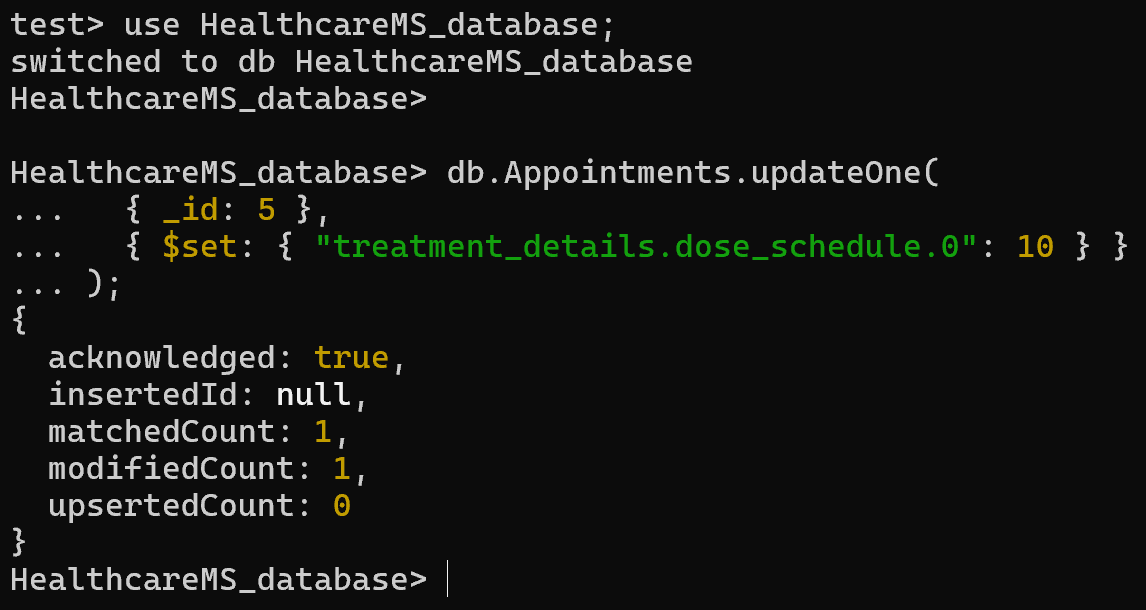 test> use HealthcareMS_database;
switched to db HealthcareMS_database
HealthcareMS_database>

HealthcareMS_database> db.Appointments.updateOne(
...   { _id: 5 },
...   { $set: { "treatment_details.dose_schedule.0": 10 } }
... );
{
  acknowledged: true,
  insertedId: null,
  matchedCount: 1,
  modifiedCount: 1,
  upsertedCount: 0
}
HealthcareMS_database>